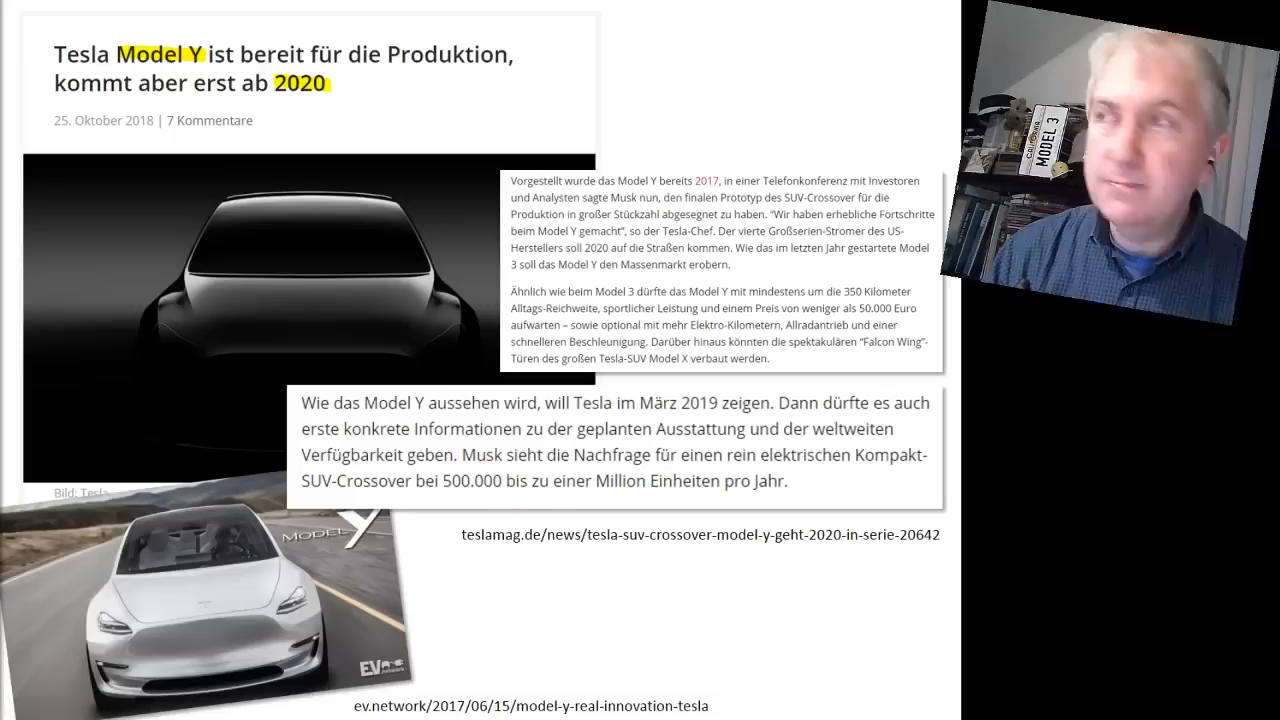 Tesla Model Y ist bereit für die Produktion,
kommt aber erst ab 2020
25. Oktober 2018 | 7 Kommentare
Vorgestellt wurde das Model Y bereits 2017, in einer Telefonkonferenz mit Investoren
und Analysten sagte Musk nun, den finalen Prototyp des SUV-Crossover für die
Produktion in großer Stückzahl abgesegnet zu haben. “Wir haben erhebliche Fortschritte
beim Model Y gemacht”, so der Tesla-Chef. Der vierte Großserien-Stromer des US-
Herstellers soll 2020 auf die Straßen kommen. Wie das im letzten Jahr gestartete Model
3 soll das Model Y den Massenmarkt erobern.
Ähnlich wie beim Model 3 dürfte das Model Y mit mindestens um die 350 Kilometer
Alltags-Reichweite, sportlicher Leistung und einem Preis von weniger als 50.000 Euro
aufwarten – sowie optional mit mehr Elektro-Kilometern, Allradantrieb und einer
schnelleren Beschleunigung. Darüber hinaus könnten die spektakulären “Falcon Wing”-
Türen des großen Tesla-SUV Model X verbaut werden.
Wie das Model Y aussehen wird, will Tesla im März 2019 zeigen. Dann dürfte es auch
erste konkrete Informationen zu der geplanten Ausstattung und der weltweiten
Verfügbarkeit geben. Musk sieht die Nachfrage für einen rein elektrischen Kompakt-
SUV-Crossover bei 500.000 bis zu einer Million Einheiten pro Jahr.
Bild: Tesla
teslamag.de/news/tesla-suv-crossover-model-y-geht-2020-in-serie-20642
MODEL Y
EV
ev.network/2017/06/15/model-y-real-innovation-tesla
CALIFORNIA
MODEL 3